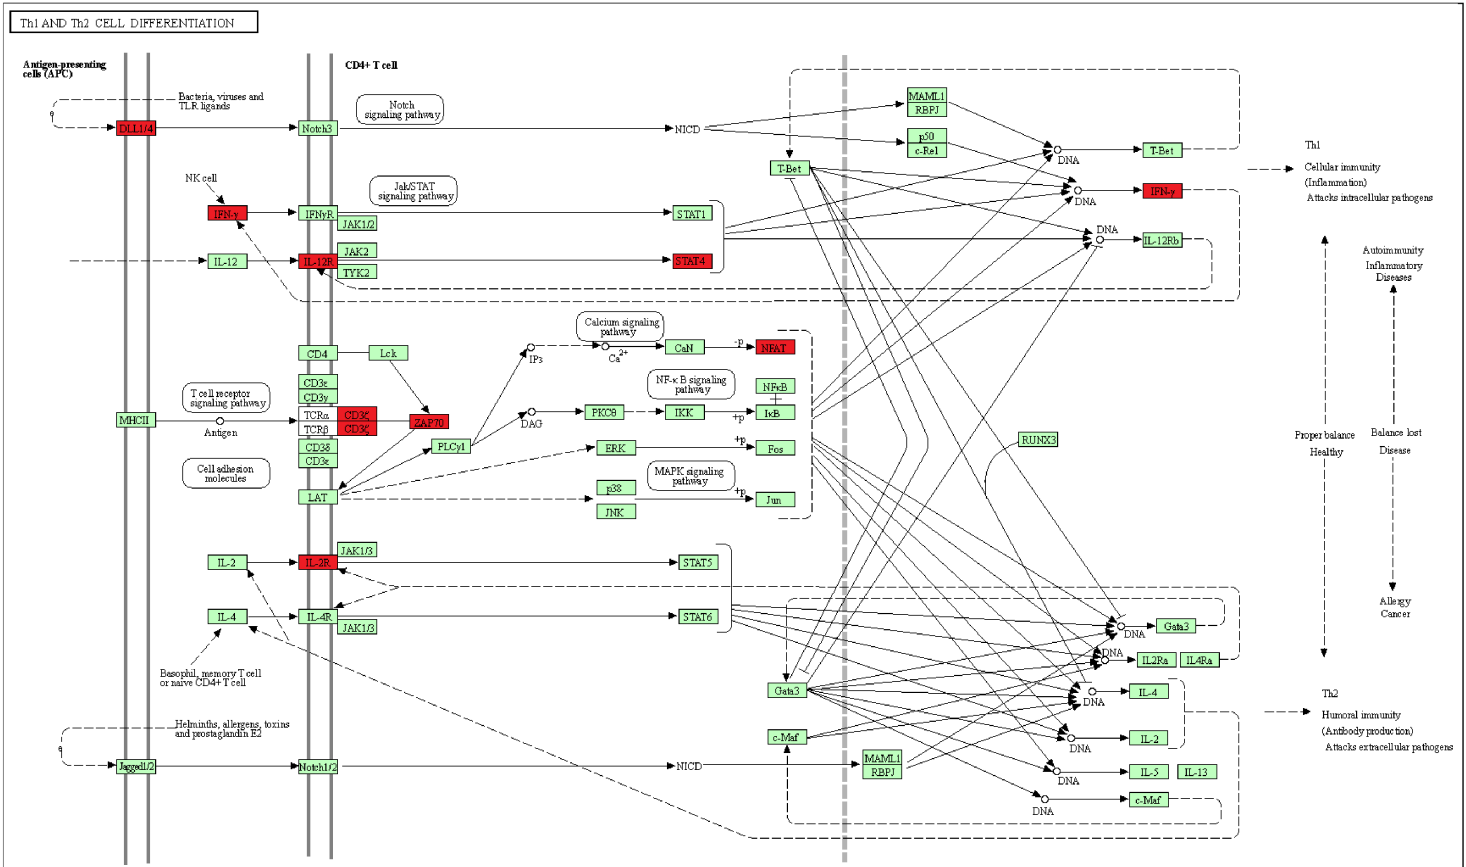 Th1 AND Th2 CELL DIFFERENTIATION
Antigen-presenting
cells (APC)
CD4+ T cell
Bacteria, viruses and
TLR ligands
DLL1/4
Notch3
Notch
signaling pathway
NICD
MAML1
RBPJ
p50
c-Rel
DNA
T-Bet
T-Bet
Th1
Cellular immunity
(Inflammation)
Attacks intracellular pathogens
NK cell
IFN-γ
IFNγR
JAK1/2
Jak/STAT
signaling pathway
STAT1
DNA
IFN-γ
IL-12
IL-12R
JAK2
TYK2
STAT4
DNA
IL-12Rb
Autoimmunity
Inflammatory
Diseases
CD4
Lck
IP3
Calcium signaling
pathway
Ca2+
CaN
-p
NFAT
CD3ε
CD3γ
T cell receptor
signaling pathway
NF-κB signaling
pathway
NFκB
MHCII
Antigen
TCRα
CD3ζ
TCRβ
CD3ζ
ZAP70
DAG
PKCθ
IKK
+p
IκB
CD3δ
CD3ε
PLCγ1
ERK
+p
Fos
RUNX3
Proper balance
Healthy
Balance lost
Disease
Cell adhesion
molecules
LAT
p38
JNK
MAPK signaling
pathway
+p
Jun
IL-2
IL-2R
JAK1/3
STAT5
IL-4
IL-4R
JAK1/3
STAT6
Allergy
Cancer
DNA
Gata3
DNA
IL2Ra
IL4Ra
Basophil, memory T cell
or naive CD4+ T cell
Gata3
DNA
IL-4
Th2
Humoral immunity
(Antibody production)
Attacks extracellular pathogens
Helminths, allergens, toxins
and prostaglandin E2
c-Maf
DNA
IL-2
Jagged1/2
Notch1/2
NICD
MAML1
RBPJ
DNA
IL-5
IL-13
DNA
c-Maf